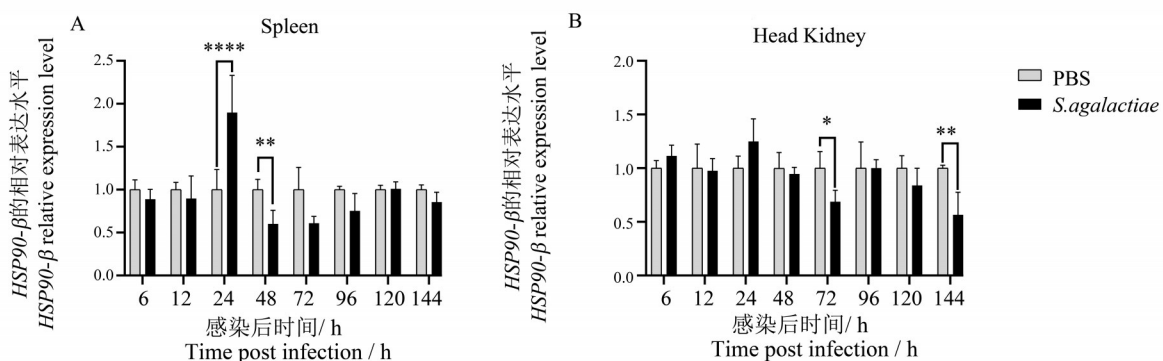 A
Spleen
HSP90-β的相对表达水平
HSP90-β relative expression level
2.5
2.0
1.5
1.0
0.5
0.0
****
**
6 12 24 48 72 96 120 144
感染后时间/ h
Time post infection / h
B
Head Kidney
HSP90-β的相对表达水平
HSP90-β relative expression level
2.0
1.5
1.0
0.5
0.0
*
**
6 12 24 48 72 96 120 144
感染后时间/ h
Time post infection / h
PBS
S.agalactiae